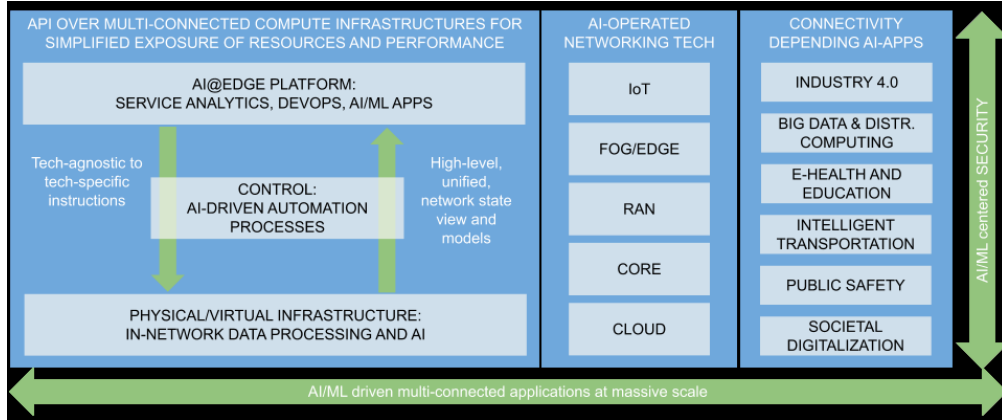 API OVER MULTI-CONNECTED COMPUTE INFRASTRUCTURES FOR
SIMPLIFIED EXPOSURE OF RESOURCES AND PERFORMANCE
AI@EDGE PLATFORM:
SERVICE ANALYTICS, DEVOPS, AI/ML APPS
Tech-agnostic to
tech-specific
instructions
CONTROL:
AI-DRIVEN AUTOMATION
PROCESSES
High-level,
unified,
network state
view and
models
PHYSICAL/VIRTUAL INFRASTRUCTURE:
IN-NETWORK DATA PROCESSING AND AI
AI-OPERATED
NETWORKING TECH
IoT
FOG/EDGE
RAN
CORE
CLOUD
CONNECTIVITY
DEPENDING AI-APPS
INDUSTRY 4.0
BIG DATA & DISTR.
COMPUTING
E-HEALTH AND
EDUCATION
INTELLIGENT
TRANSPORTATION
PUBLIC SAFETY
SOCIETAL
DIGITALIZATION
AI/ML centered SECURITY
AI/ML driven multi-connected applications at massive scale